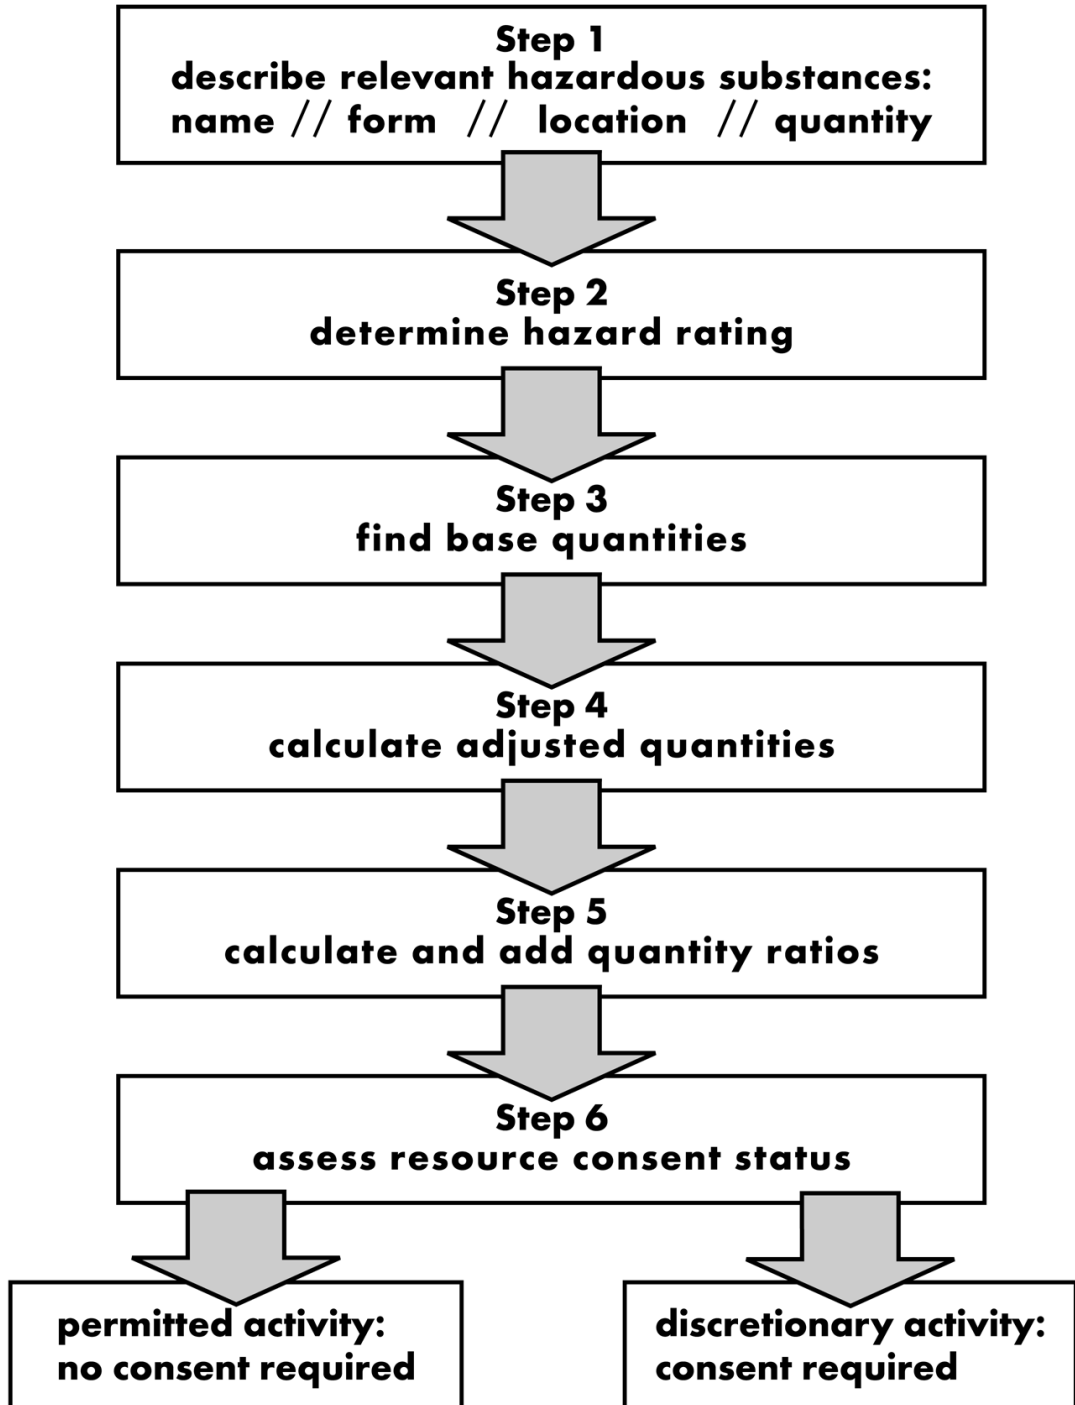 Step 1
describe relevant hazardous substances:
name // form // location // quantity
Step 2
determine hazard rating
Step 3
find base quantities
Step 4
calculate adjusted quantities
Step 5
calculate and add quantity ratios
Step 6
assess resource consent status
permitted activity:
no consent required
discretionary activity:
consent required